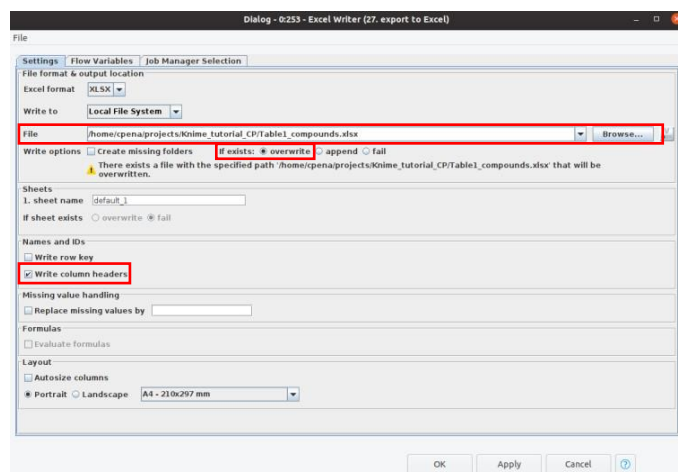 Dialog - 0:253 - Excel Writer (27. export to Excel)
File
Settings Flow Variables Job Manager Selection
File format & output location
Excel format XLSX
Write to Local File System
File /home/cpena/projects/Knime_tutorial_CP/Table1_compounds.xlsx Browse...
Write options Create missing folders If exists: overwrite append fail
There exists a file with the specified path '/home/cpena/projects/Knime_tutorial_CP/Table1_compounds.xlsx' that will be
overwritten.
Sheets
1. sheet name default_1
If sheet exists overwrite fail
Names and IDs
Write row key
Write column headers
Missing value handling
Replace missing values by
Formulas
Evaluate formulas
Layout
Autosize columns
Portrait Landscape A4 - 210x297 mm
OK Apply Cancel ?